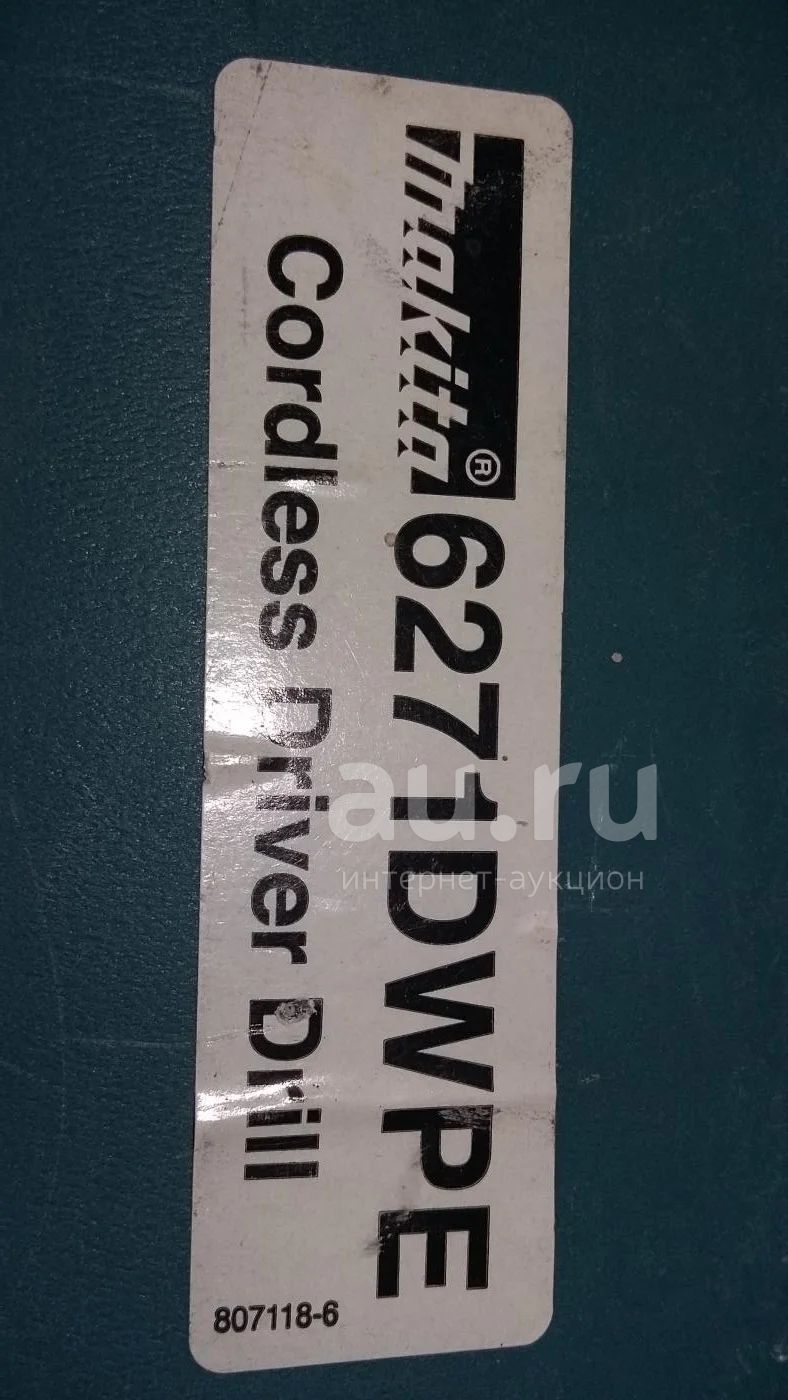 makita® 6271DWPE
Cordless Driver Drill
807118-6
au.ru
интернет-аукцион